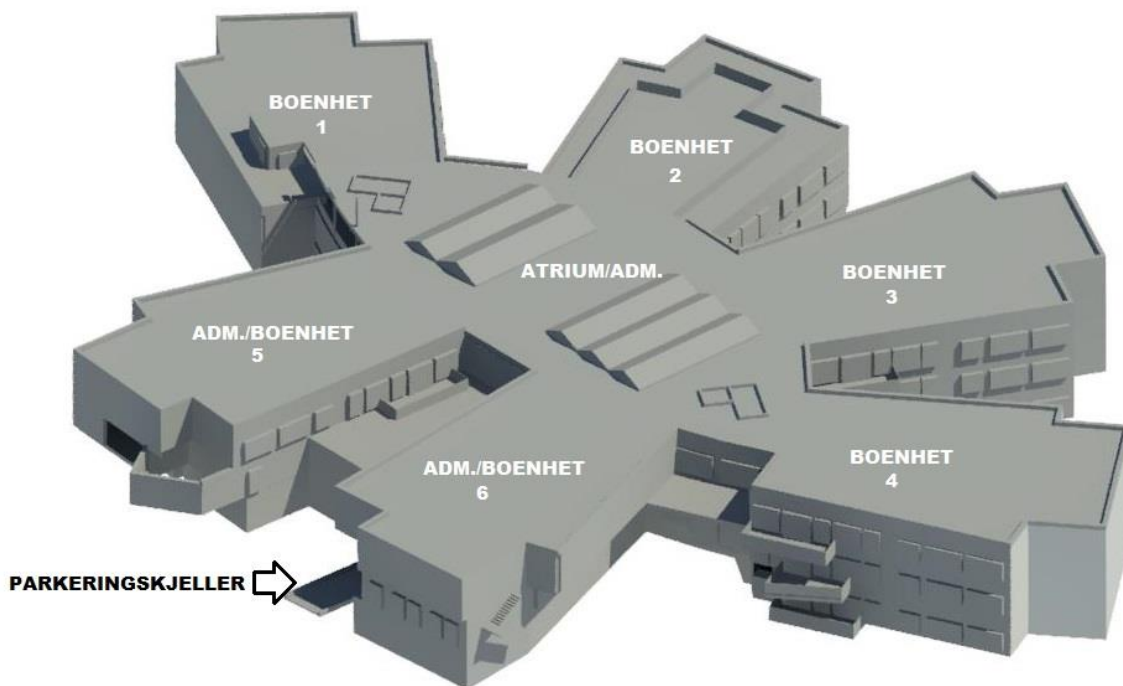 BOENHET
1
BOENHET
2
ATRIUM/ADM.
BOENHET
3
ADM./BOENHET
5
ADM./BOENHET
6
BOENHET
4
PARKERINGSKJELLER